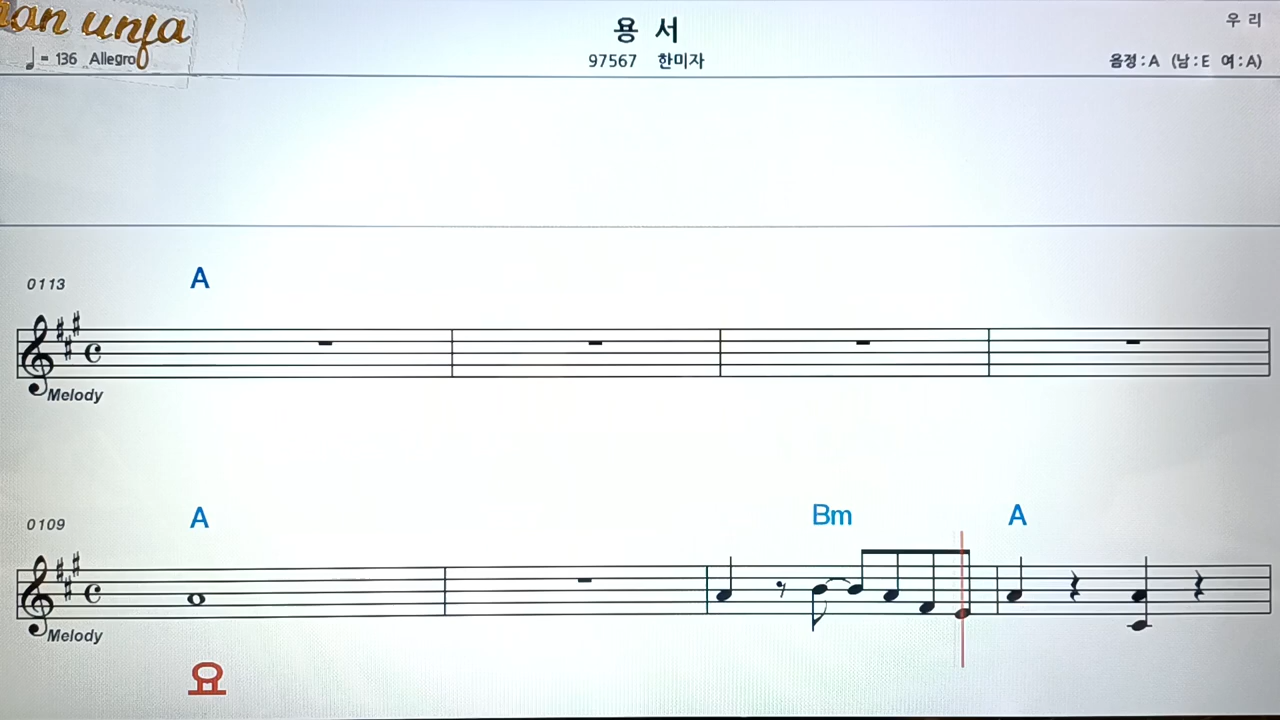 unja
용 서
우 리
♩ = 136 Allegro
97567 한미자
음정 : A (남 : E 여 : A)
0113
A
Melody
0109
A Bm A
Melody
요